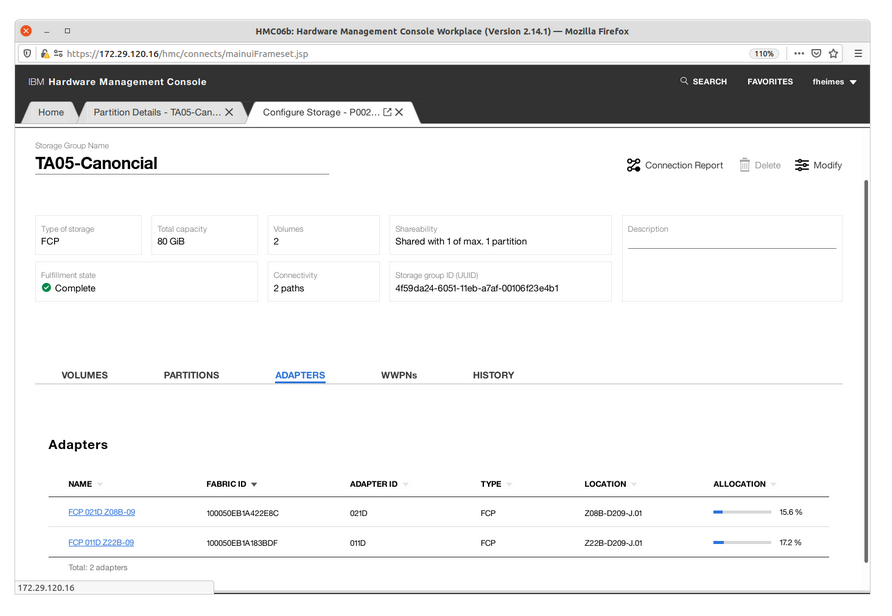 HMC06b: Hardware Management Console Workplace (Version 2.14.1) — Mozilla Firefox
https://172.29.120.16/hmc/connects/mainuiFrameset.jsp
110%
IBM Hardware Management Console
SEARCH
FAVORITES
fheimes
Home
Partition Details - TA05-Can...
Configure Storage - P002...
Storage Group Name
TA05-Canoncial
Connection Report
Delete
Modify
Type of storage
FCP
Total capacity
80 GiB
Volumes
2
Shareability
Shared with 1 of max. 1 partition
Description
Fulfillment state
Complete
Connectivity
2 paths
Storage group ID (UUID)
4f59da24-6051-11eb-a7af-00106f23e4b1
VOLUMES PARTITIONS ADAPTERS WWPNs HISTORY
Adapters
NAME FABRIC ID ADAPTER ID TYPE LOCATION ALLOCATION
FCP 021D Z08B-09 100050EB1A422E8C 021D FCP Z08B-D209-J.01 15.6 %
FCP 011D Z22B-09 100050EB1A183BDF 011D FCP Z22B-D209-J.01 17.2 %
Total: 2 adapters
172.29.120.16